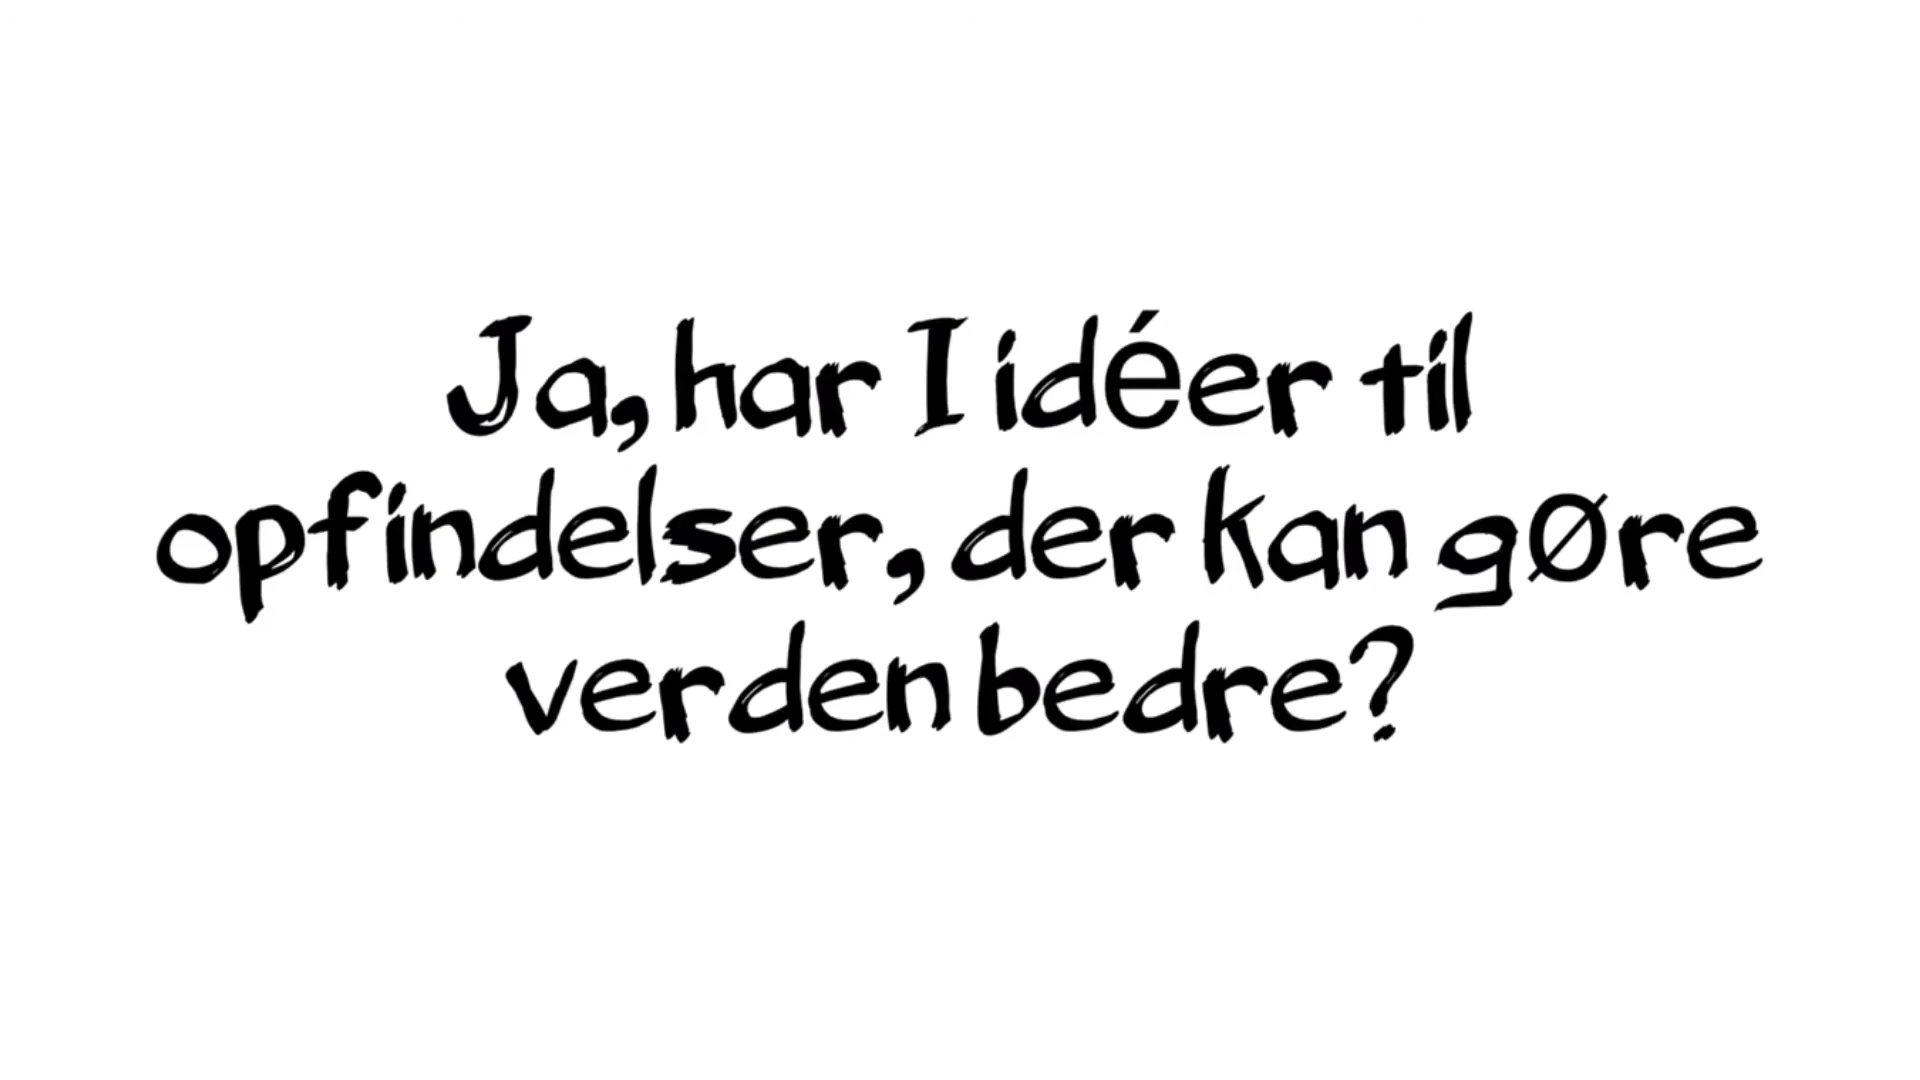 Ja, har I idéer til
opfindelser, der kan gøre
verden bedre?